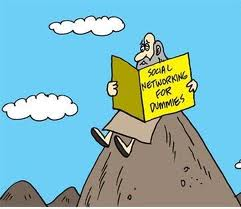 SOCIAL
NETWORKING
FOR
DUMMIES